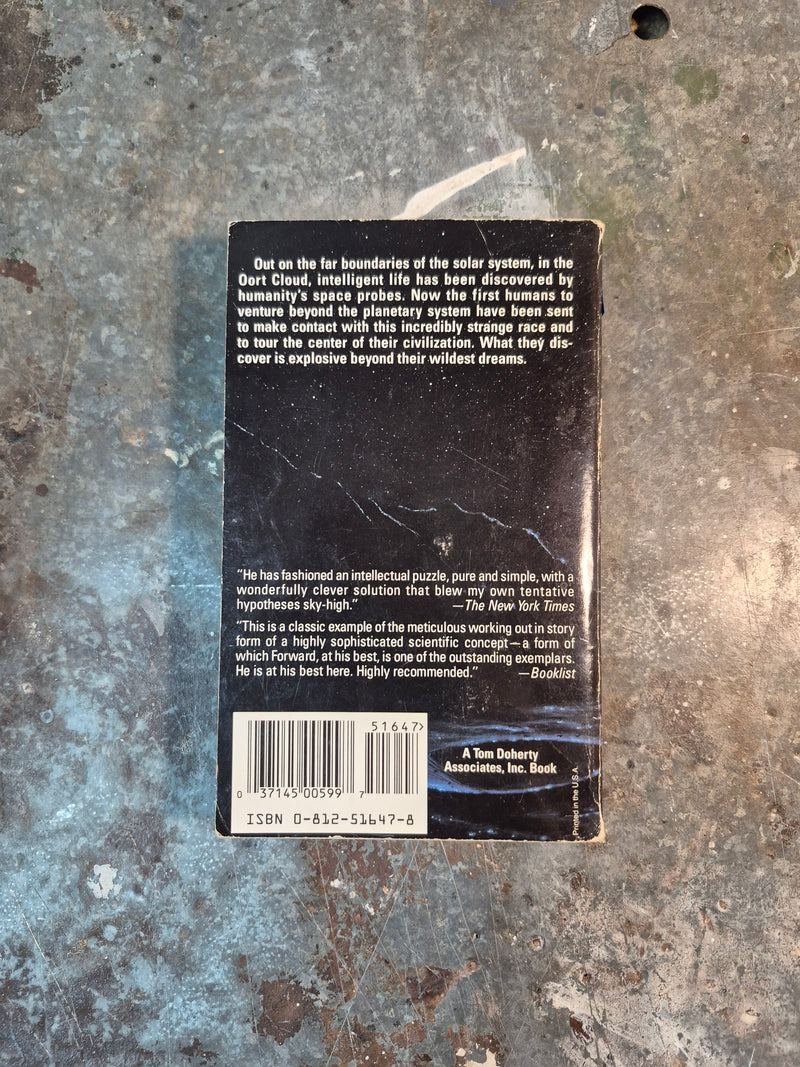 Out on the far boundaries of the solar system, in the
Oort Cloud, intelligent life has been discovered by
humanity's space probes. Now the first humans to
venture beyond the planetary system have been sent
to make contact with this incredibly strange race and
to tour the center of their civilization. What they dis-
cover is explosive beyond their wildest dreams.
"He has fashioned an intellectual puzzle, pure and simple, with a
wonderfully clever solution that blew my own tentative
hypotheses sky-high." —The New York Times
"This is a classic example of the meticulous working out in story
form of a highly sophisticated scientific concept—a form of
which Forward, at his best, is one of the outstanding exemplars.
He is at his best here. Highly recommended." —Booklist
51647>
0 37145 00599 7
ISBN 0-812-51647-8
A Tom Doherty
Associates, Inc. Book
Printed in the U.S.A.